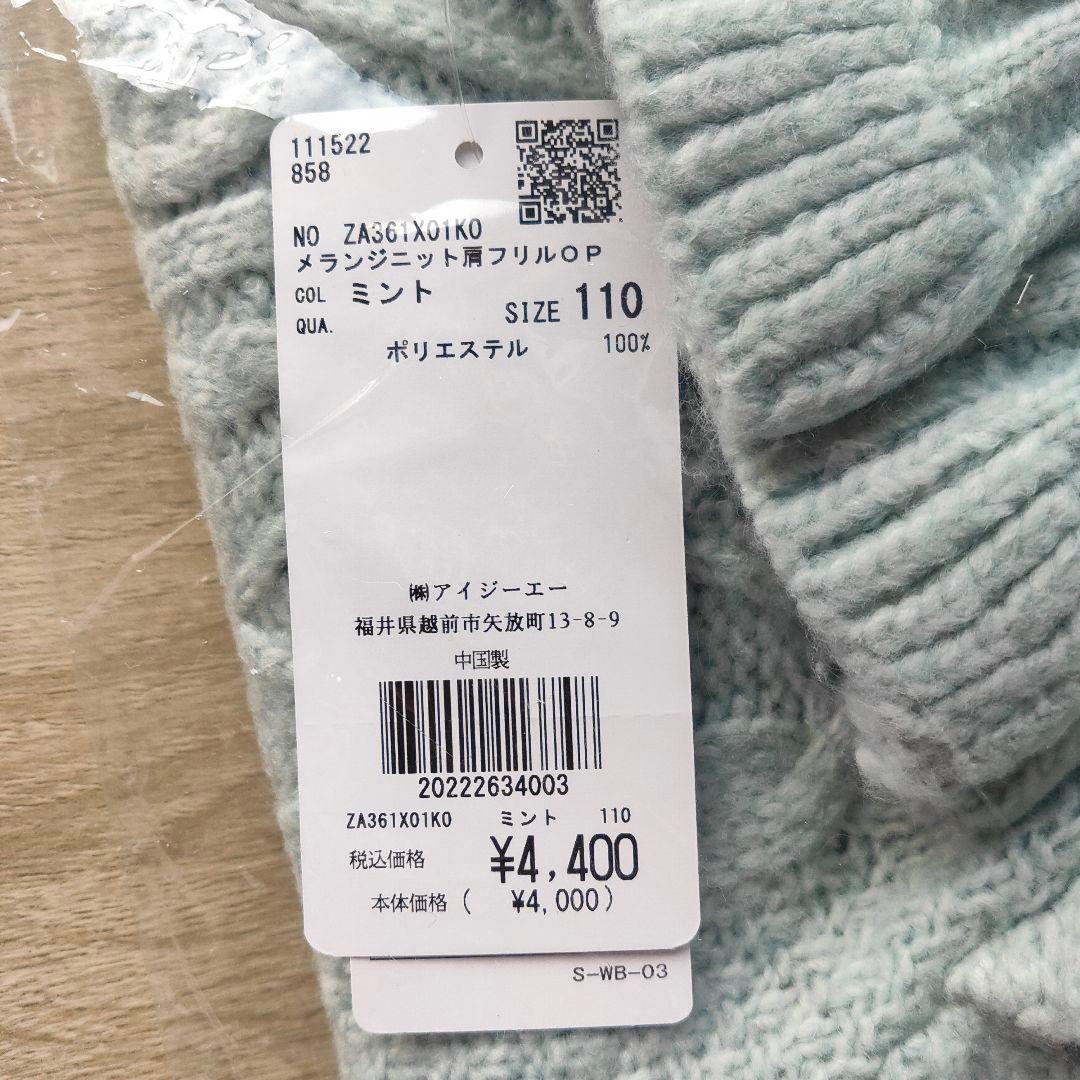 111522
858
NO ZA361X01KO
メランジニット肩フリルOP
COL ミント SIZE 110
QUA.
ポリエステル 100%
㈱アイジーエー
福井県越前市矢放町13-8-9
中国製
20222634003
ZA361X01KO ミント 110
税込価格 ¥4,400
本体価格( ¥4,000)
S-WB-03